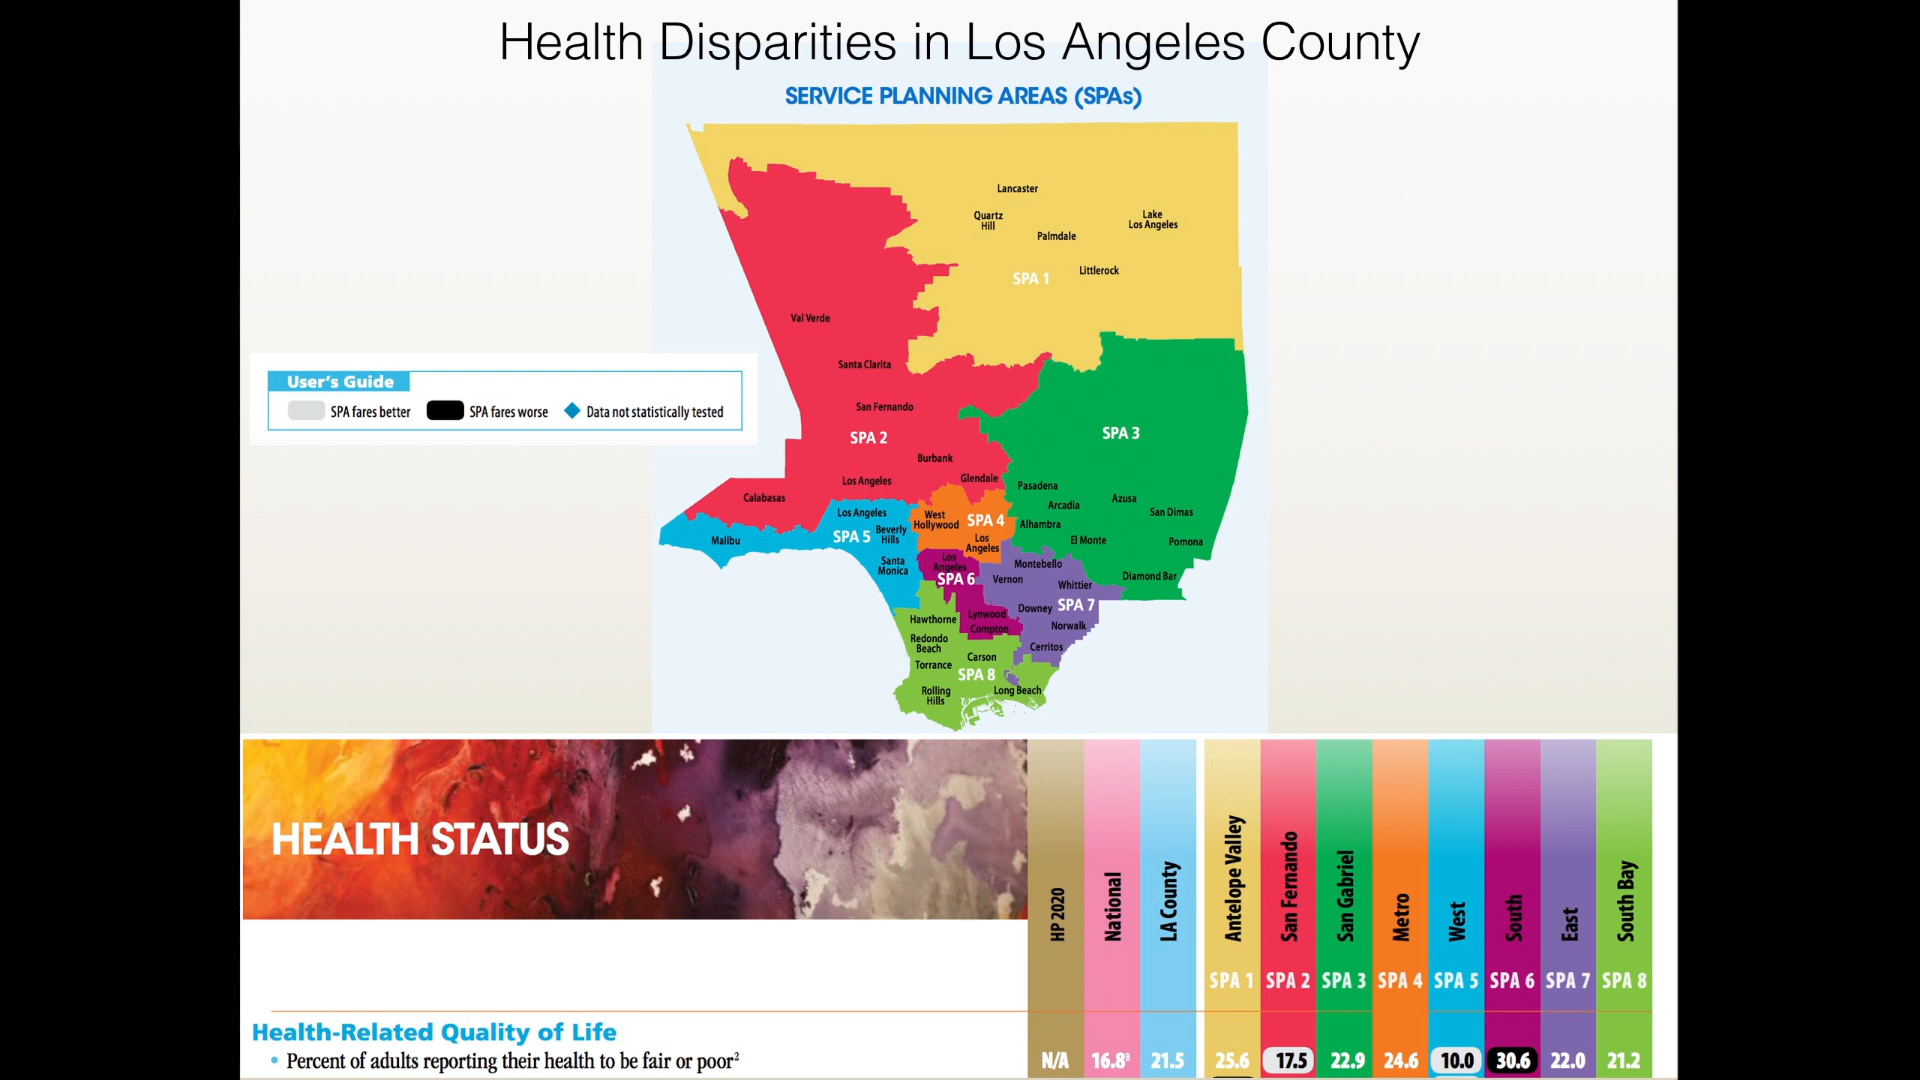 Health Disparities in Los Angeles County
SERVICE PLANNING AREAS (SPAs)
Lancaster
Quartz
Hill
Lake
Los Angeles
Palmdale
Littlerock
SPA 1
Val Verde
Santa Clarita
User's Guide
SPA fares better
SPA fares worse
Data not statistically tested
San Fernando
SPA 2
SPA 3
Burbank
Los Angeles
Glendale
Calabasas
Pasadena
Arcadia
Azusa
San Dimas
Alhambra
El Monte
Pomona
Diamond Bar
Los Angeles
SPA 5
Beverly
Hills
Malibu
Santa
Monica
West
Hollywood
SPA 4
Los
Angeles
Los
Angeles
SPA 6
Montebello
Vernon
Whittier
Downey
SPA 7
Norwalk
Cerritos
Lynwood
Compton
Hawthorne
Redondo
Beach
Torrance
Carson
SPA 8
Rolling
Hills
Long Beach
HEALTH STATUS
HP 2020
National
LA County
Antelope Valley
San Fernando
San Gabriel
Metro
West
South
East
South Bay
SPA 1 SPA 2 SPA 3 SPA 4 SPA 5 SPA 6 SPA 7 SPA 8
Health-Related Quality of Life
• Percent of adults reporting their health to be fair or poor² N/A 16.8⁸ 21.5 25.6 17.5 22.9 24.6 10.0 30.6 22.0 21.2